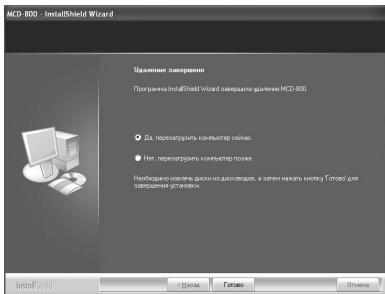 MCD-800 - InstallShield Wizard
Удаление завершено
Программа InstallShield Wizard завершила удаление MCD-800.
Да, перезагрузить компьютер сейчас.
Нет, перезагрузить компьютер позже.
Необходимо извлечь диски из дисководов, а затем нажать кнопку 'Готово' для
завершения установки.
InstallShield
< Назад Готово Отмена